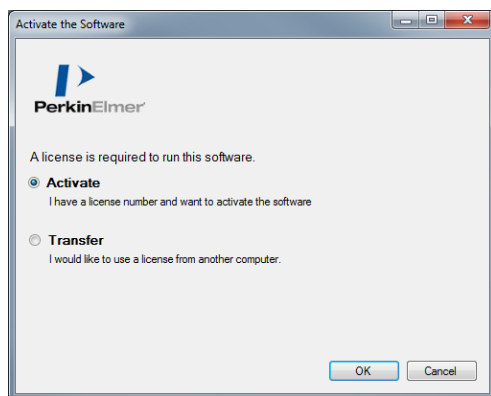 Activate the Software
PerkinElmer
A license is required to run this software.
Activate
I have a license number and want to activate the software
Transfer
I would like to use a license from another computer.
OK Cancel